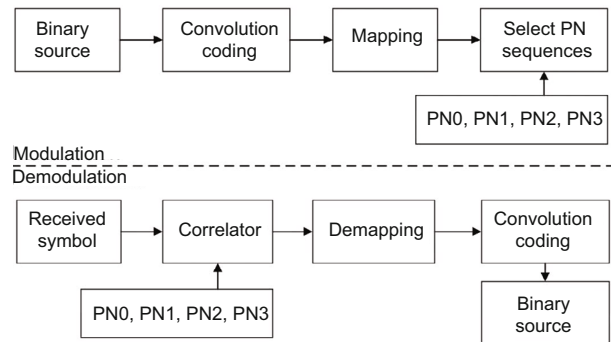 Binary
source
Convolution
coding
Mapping
Select PN
sequences
PN0, PN1, PN2, PN3
Modulation
Demodulation
Received
symbol
Correlator
Demapping
Convolution
coding
PN0, PN1, PN2, PN3
Binary
source